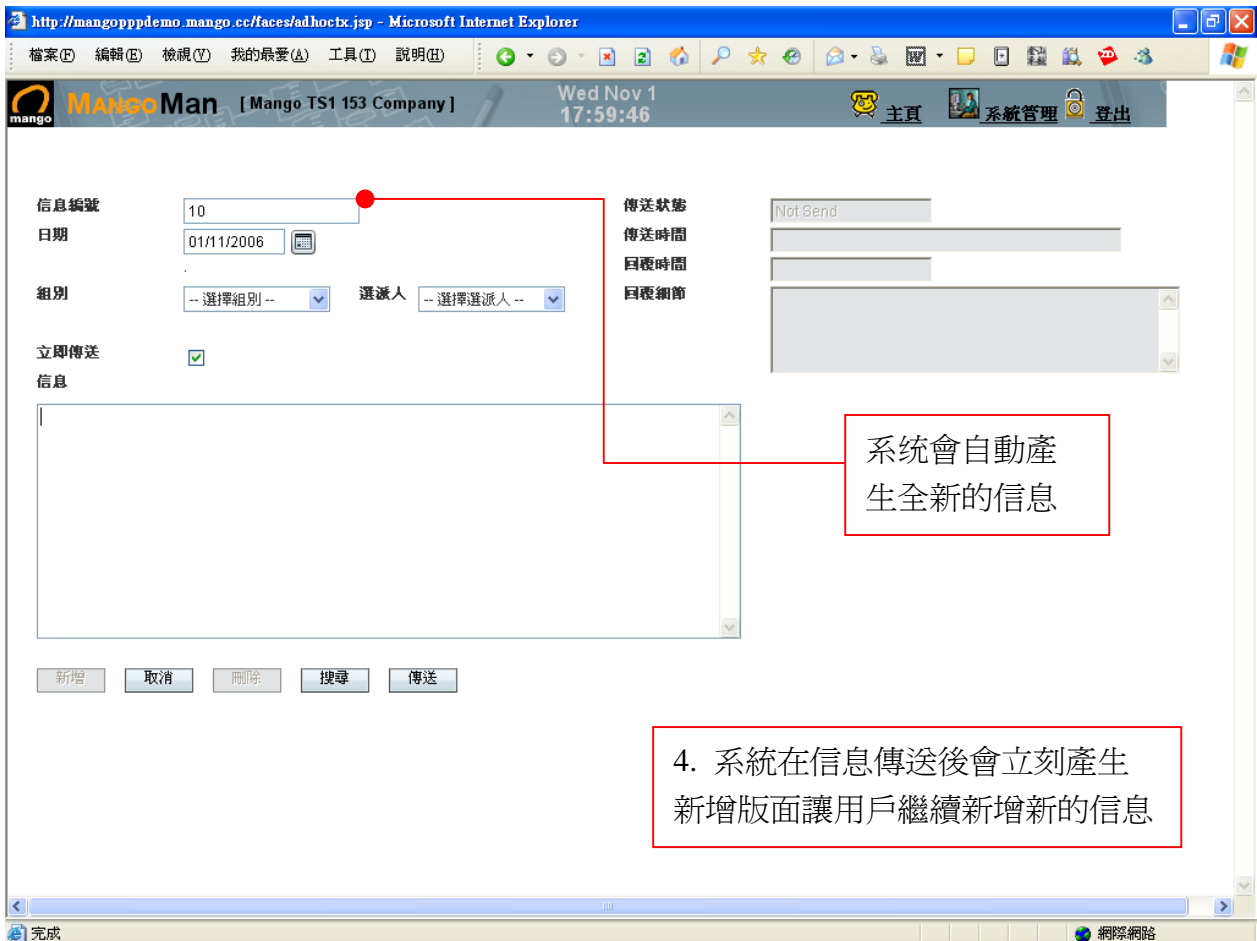 http://mangopppdemo.mango.cc/faces/adhoctx.jsp - Microsoft Internet Explorer
檔案(F) 編輯(E) 檢視(V) 我的最愛(A) 工具(T) 說明(H)
mango MANGOMan [ Mango TS1 153 Company ] Wed Nov 1 主頁 系統管理 登出
17:59:46
信息編號 10 傳送狀態 Not Send
日期 01/11/2006 傳送時間
. 回覆時間
組別 -- 選擇組別 -- 選派人 -- 選擇選派人 -- 回覆細節
立即傳送
信息
系统會自動產
生全新的信息
新增 取消 刪除 搜尋 傳送
4. 系統在信息傳送後會立刻產生
新增版面讓用戶繼續新增新的信息
完成 網際網路